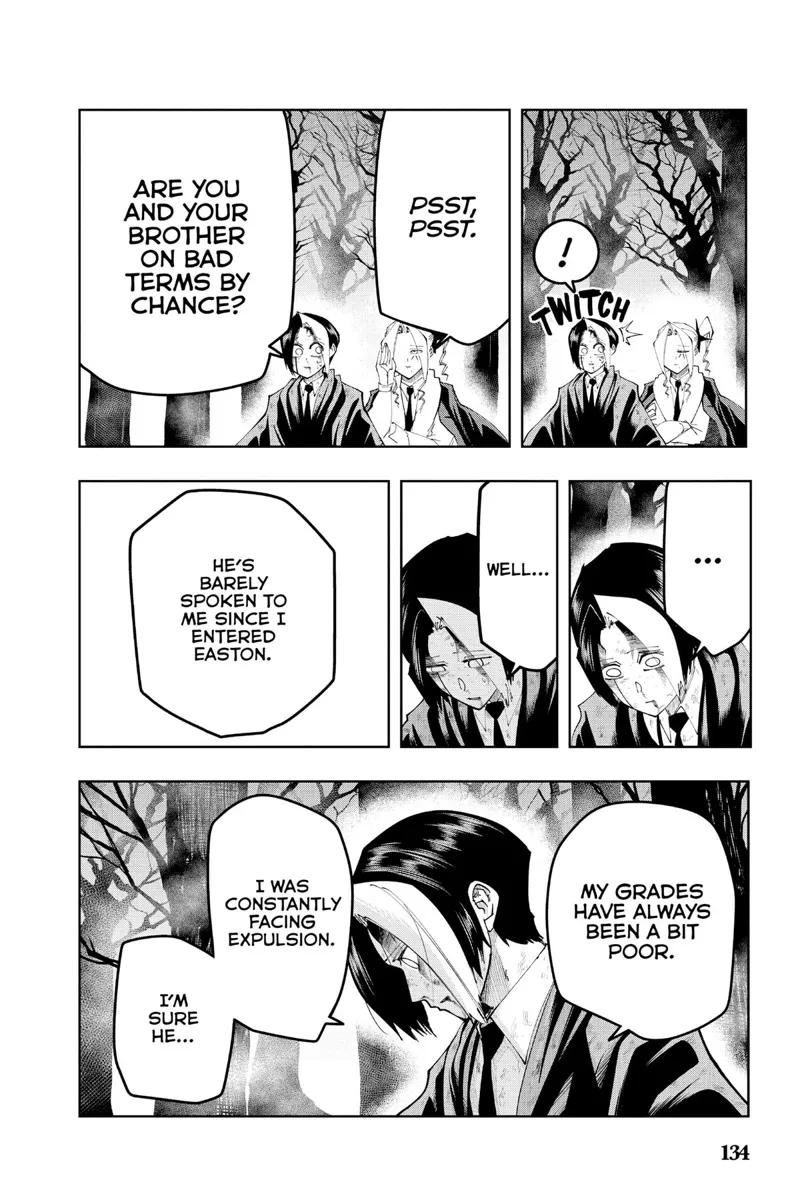 !
TWITCH
PSST,
PSST.
ARE YOU
AND YOUR
BROTHER
ON BAD
TERMS BY
CHANCE?
...
WELL...
HE'S
BARELY
SPOKEN TO
ME SINCE I
ENTERED
EASTON.
MY GRADES
HAVE ALWAYS
BEEN A BIT
POOR.
I WAS
CONSTANTLY
FACING
EXPULSION.
I'M
SURE
HE...
134